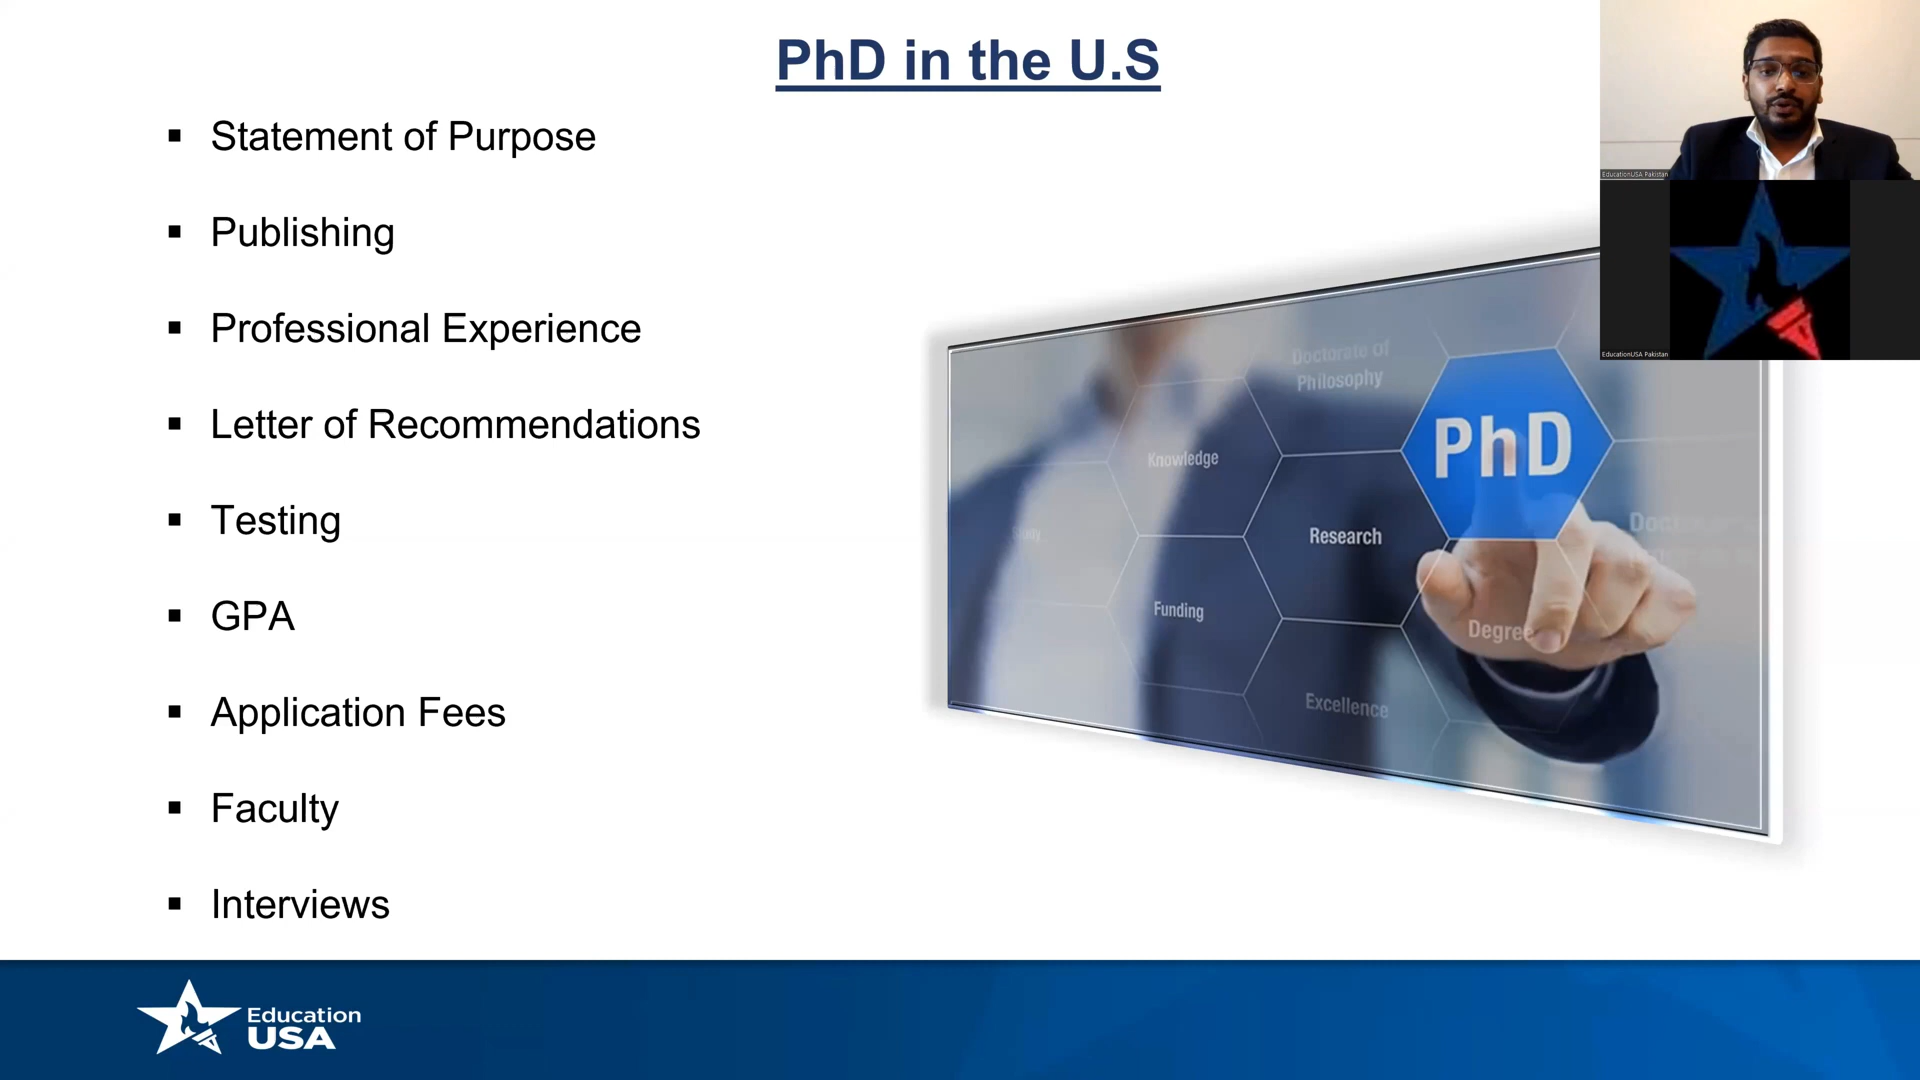 PhD in the U.S
▪ Statement of Purpose
▪ Publishing
▪ Professional Experience
▪ Letter of Recommendations
▪ Testing
▪ GPA
▪ Application Fees
▪ Faculty
▪ Interviews
EducationUSA Pakistan
EducationUSA Pakistan
Doctorate of
Philosophy
PhD
Knowledge
Study
Research
Funding
Degree
Excellence
Education
USA